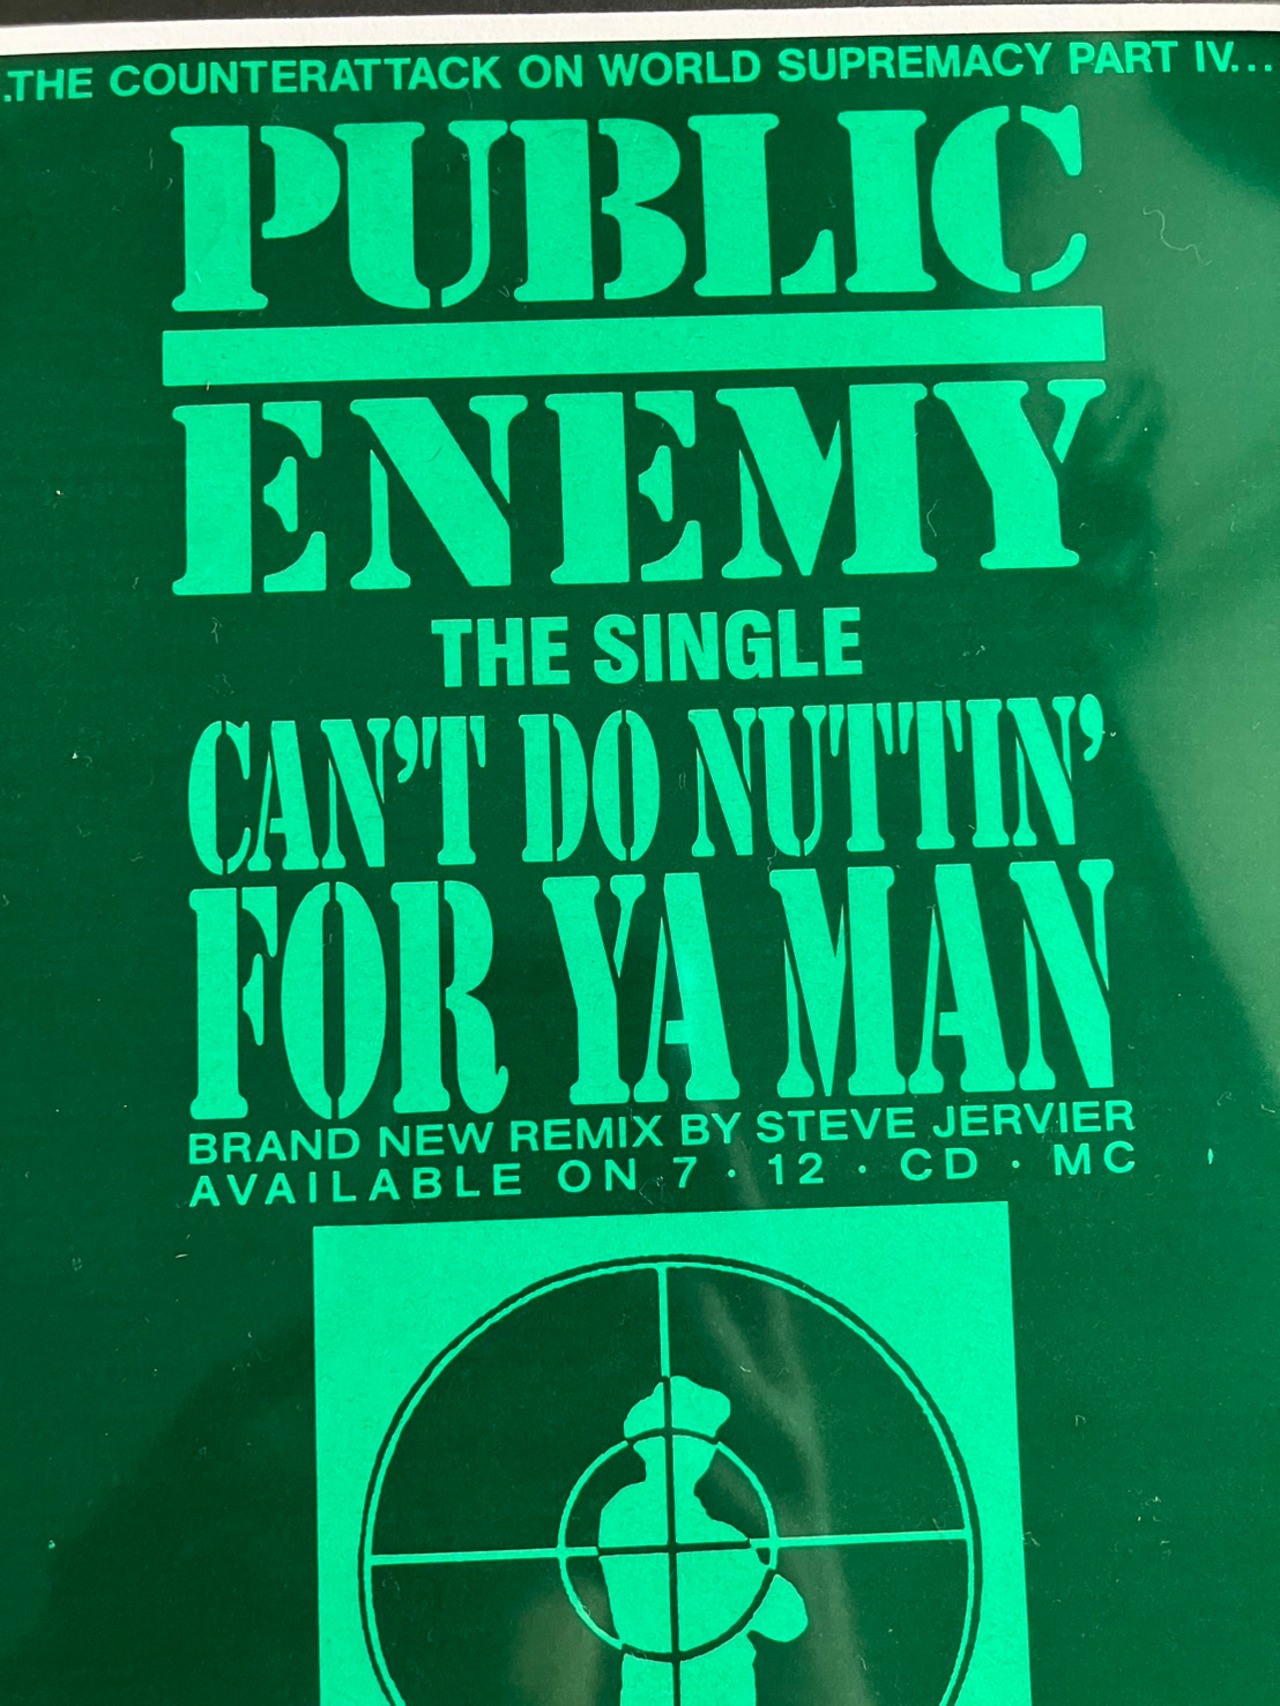 .THE COUNTERATTACK ON WORLD SUPREMACY PART IV...
PUBLIC
ENEMY
THE SINGLE
CAN'T DO NUTTIN'
FOR YA MAN
BRAND NEW REMIX BY STEVE JERVIER
AVAILABLE ON 7 · 12 · CD · MC